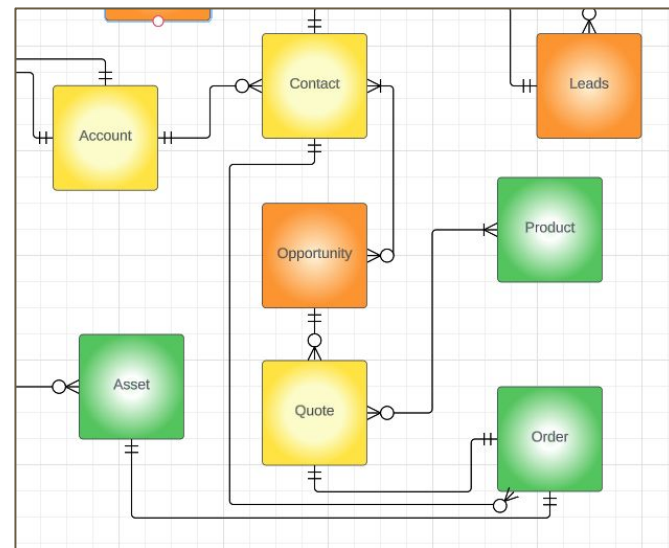 Contact
Leads
Account
Product
Opportunity
Asset
Quote
Order